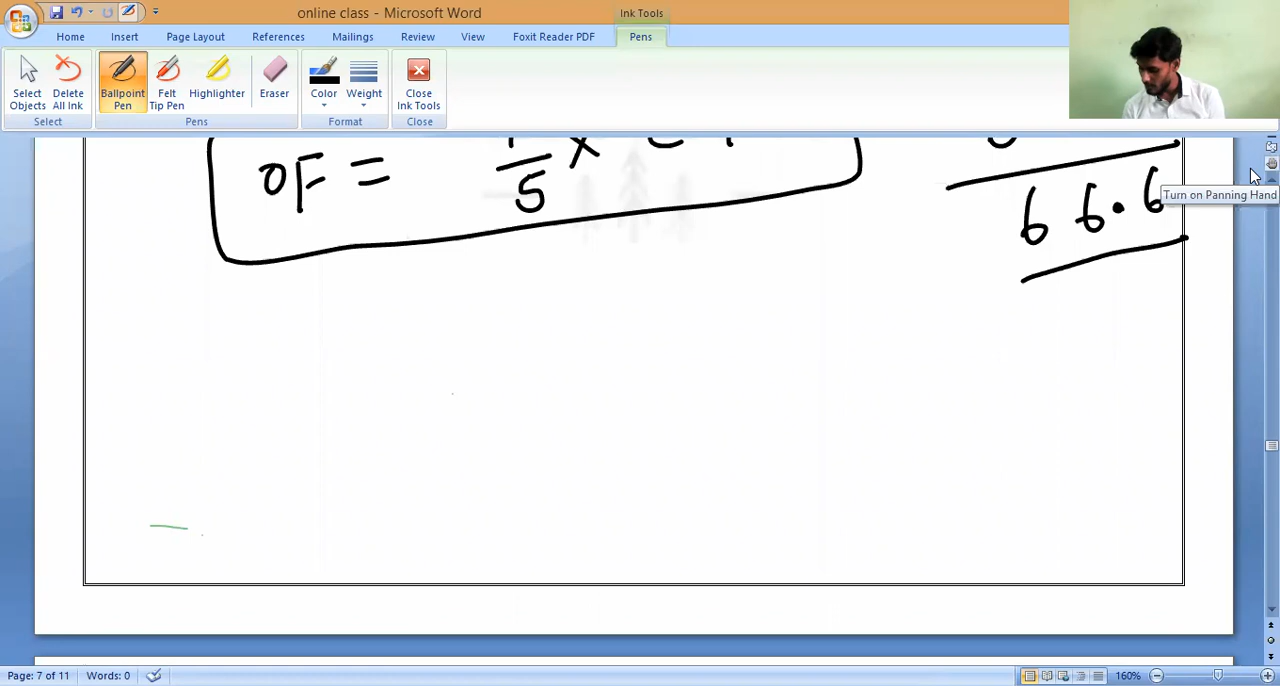 online class - Microsoft Word
Ink Tools
Home Insert Page Layout References Mailings Review View Foxit Reader PDF Pens
Select Objects
Delete All Ink
Ballpoint Pen
Felt Tip Pen
Highlighter
Eraser
Color
Weight
Close Ink Tools
Select Pens Format Close
OF = /5 ×
66.6
Turn on Panning Hand
Page: 7 of 11 Words: 0 160%